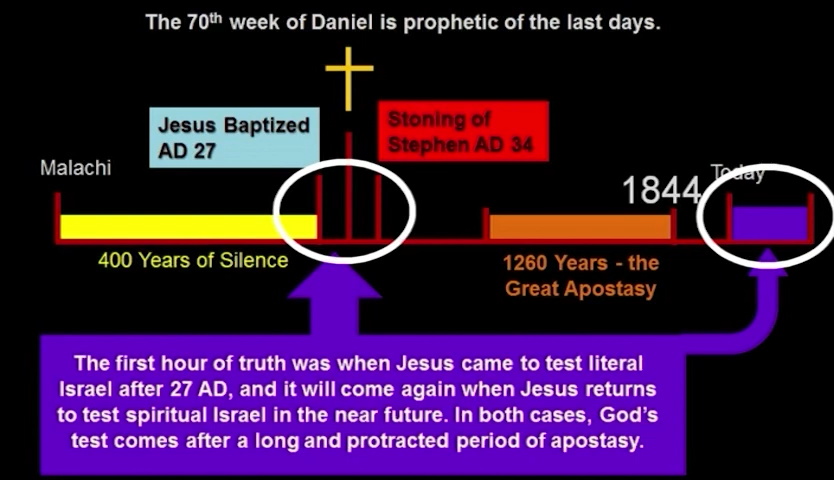 The 70th week of Daniel is prophetic of the last days.
Jesus Baptized
AD 27
Stoning of
Stephen AD 34
Malachi
1844
Today
400 Years of Silence
1260 Years - the
Great Apostasy
The first hour of truth was when Jesus came to test literal
Israel after 27 AD, and it will come again when Jesus returns
to test spiritual Israel in the near future. In both cases, God's
test comes after a long and protracted period of apostasy.